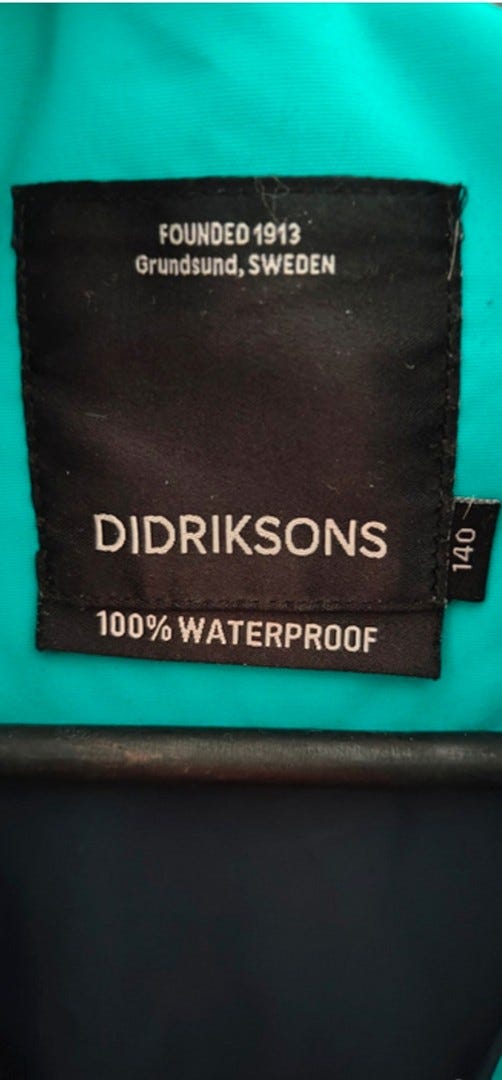 FOUNDED 1913
Grundsund, SWEDEN
DIDRIKSONS
140
100% WATERPROOF